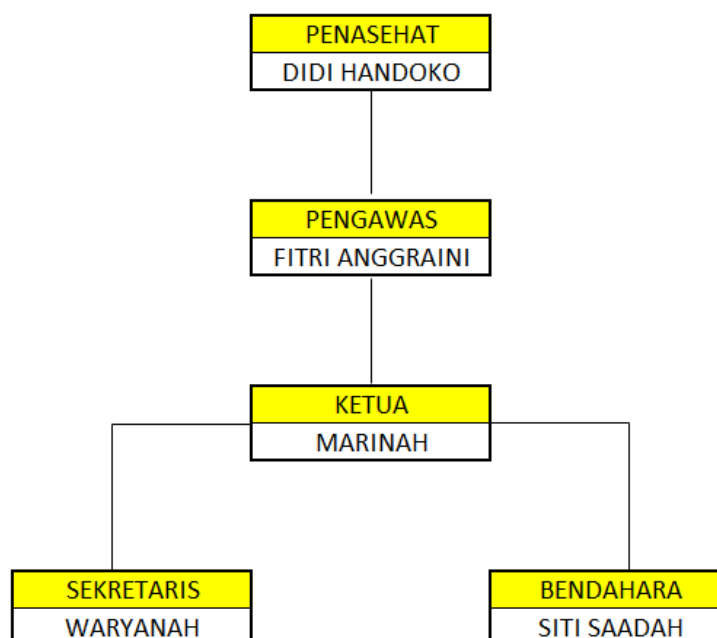 PENASEHAT
DIDI HANDOKO
PENGAWAS
FITRI ANGGRAINI
KETUA
MARINAH
SEKRETARIS
WARYANAH
BENDAHARA
SITI SAADAH